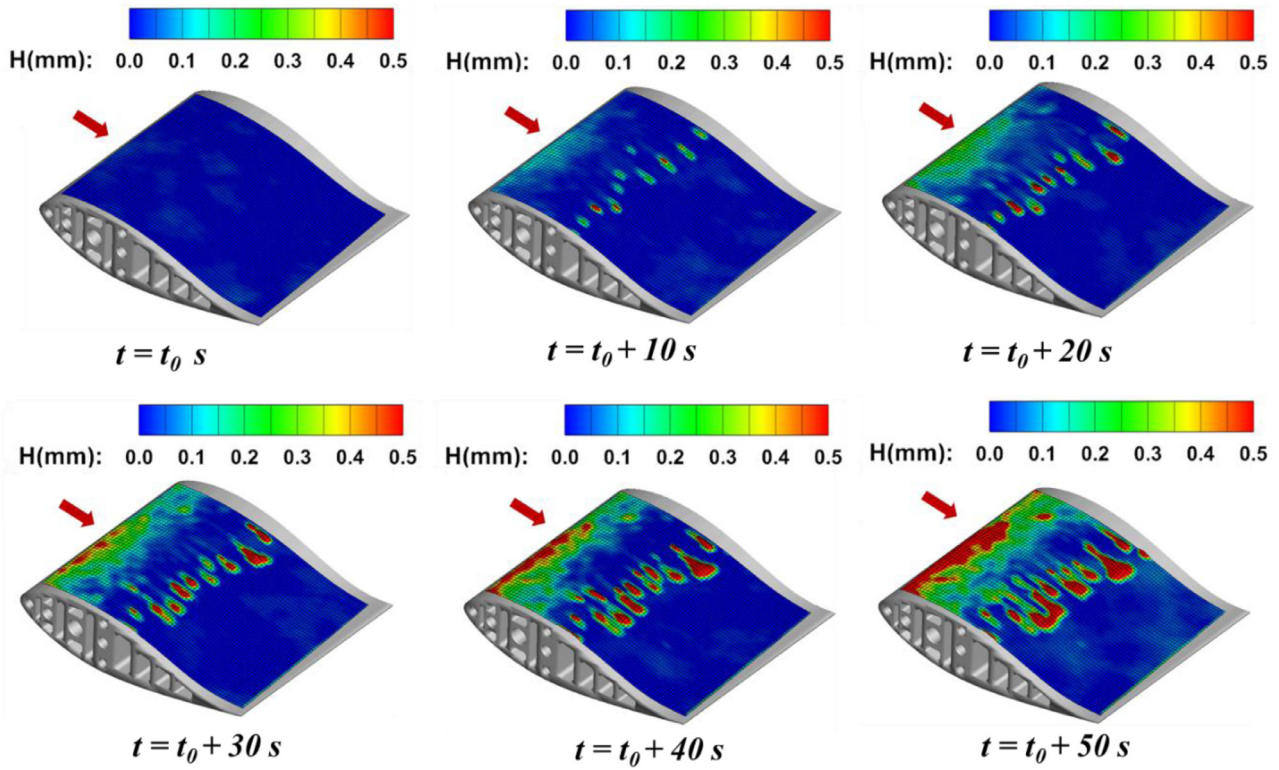 H(mm): 0.0 0.1 0.2 0.3 0.4 0.5
H(mm): 0.0 0.1 0.2 0.3 0.4 0.5
H(mm): 0.0 0.1 0.2 0.3 0.4 0.5
t = t₀ s
t = t₀ + 10 s
t = t₀ + 20 s
H(mm): 0.0 0.1 0.2 0.3 0.4 0.5
H(mm): 0.0 0.1 0.2 0.3 0.4 0.5
H(mm): 0.0 0.1 0.2 0.3 0.4 0.5
t = t₀ + 30 s
t = t₀ + 40 s
t = t₀ + 50 s